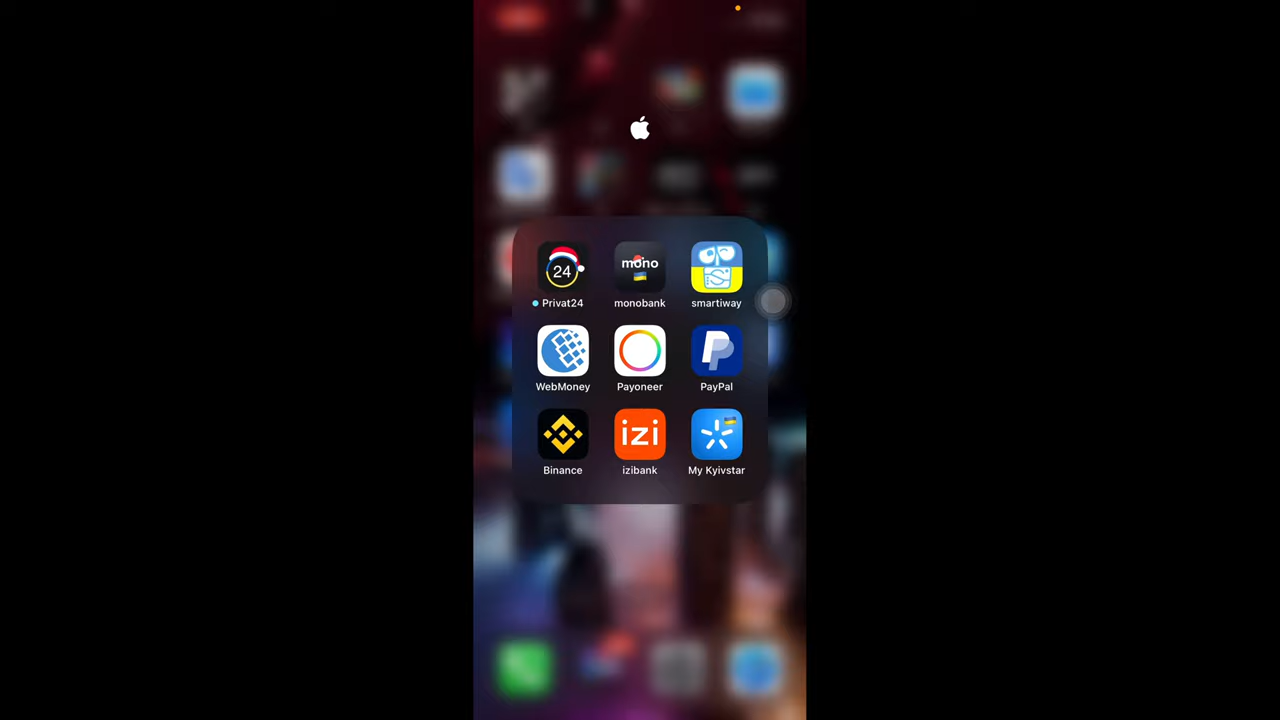 24
mono
Privat24
monobank
smartiway
WebMoney
Payoneer
PayPal
izi
Binance
izibank
My Kyivstar